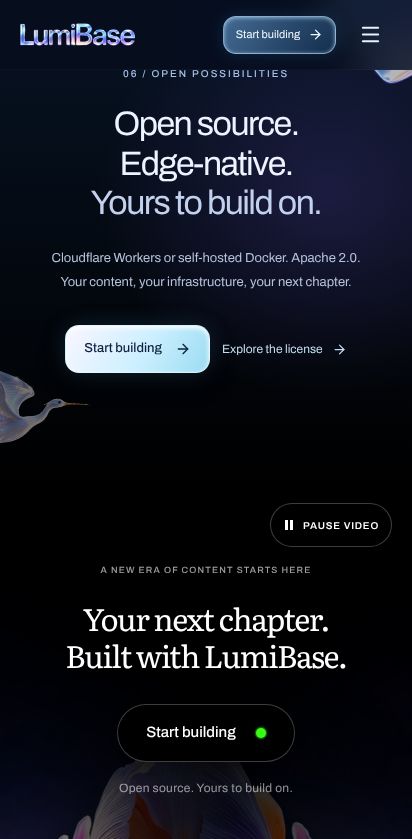 LumiBase
Start building
06 / OPEN POSSIBILITIES
Open source.
Edge-native.
Yours to build on.
Cloudflare Workers or self-hosted Docker. Apache 2.0.
Your content, your infrastructure, your next chapter.
Start building
Explore the license
PAUSE VIDEO
A NEW ERA OF CONTENT STARTS HERE
Your next chapter.
Built with LumiBase.
Start building
Open source. Yours to build on.